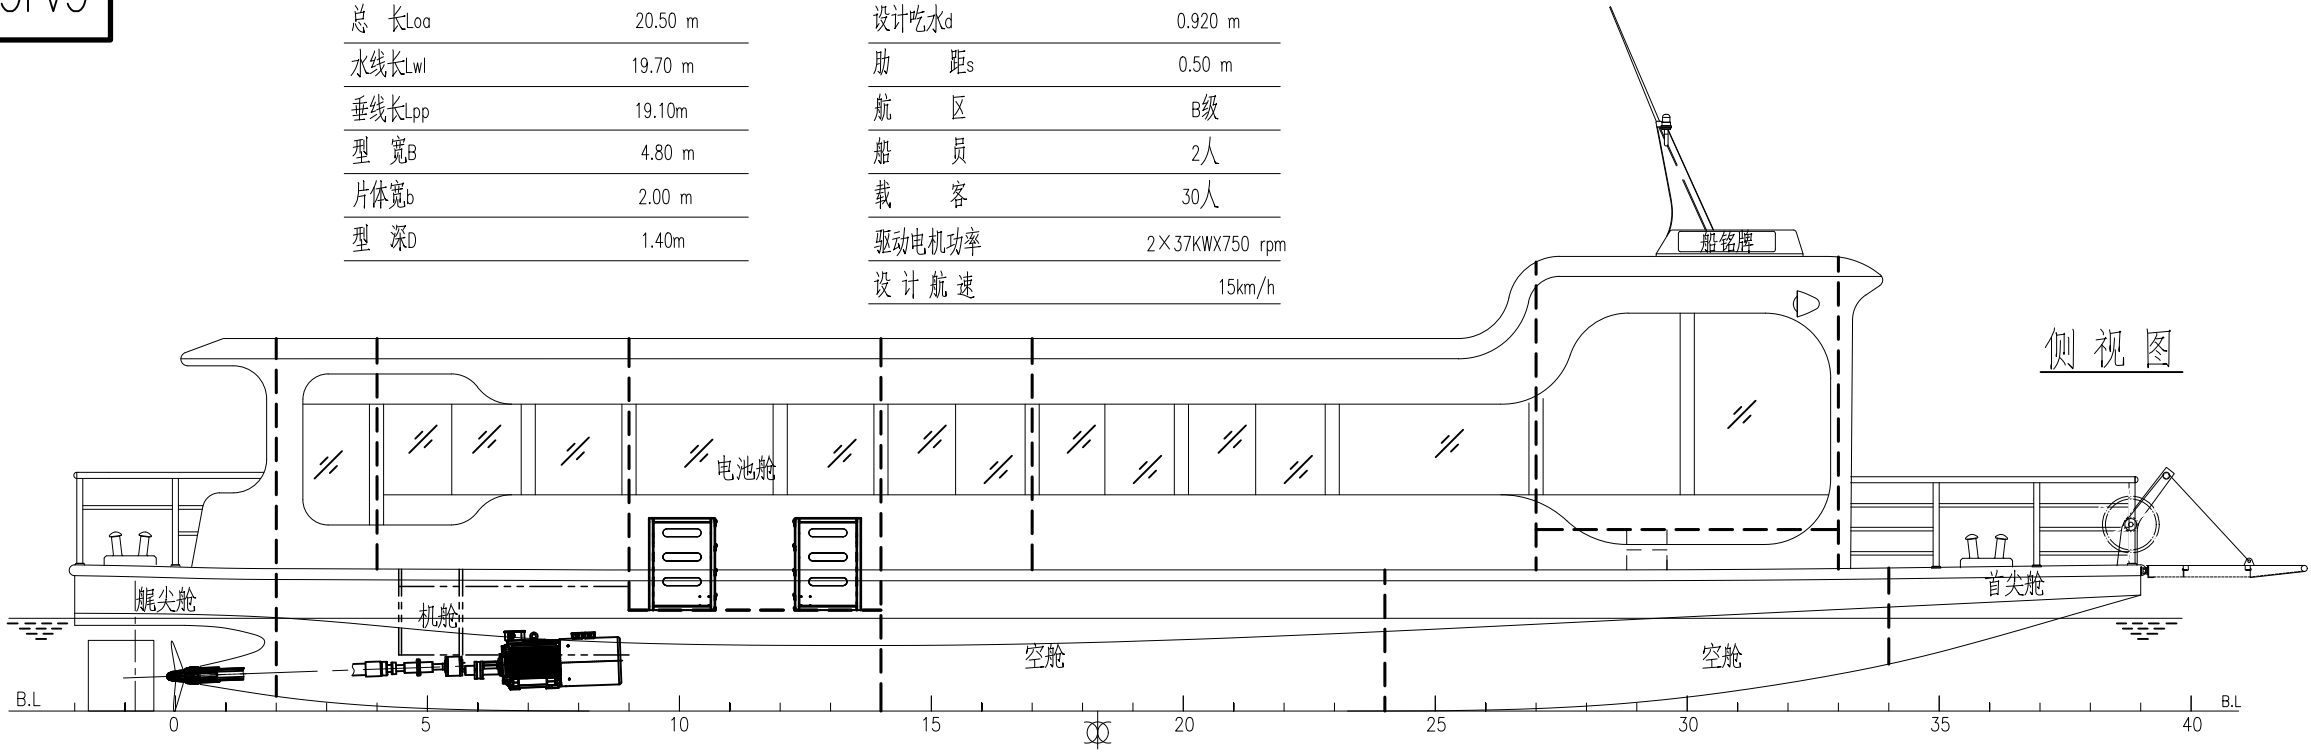 总 长Loa 20.50 m
水线长Lwl 19.70 m
垂线长Lpp 19.10m
型 宽B 4.80 m
片体宽b 2.00 m
型 深D 1.40m
设计吃水d 0.920 m
肋 距s 0.50 m
航 区 B级
船 员 2人
载 客 30人
驱动电机功率 2×37KWX750 rpm
设计航速 15km/h
船铭牌
侧视图
电池舱
艉尖舱
机舱
首尖舱
空舱
空舱
B.L
B.L
0 5 10 15 20 25 30 35 40